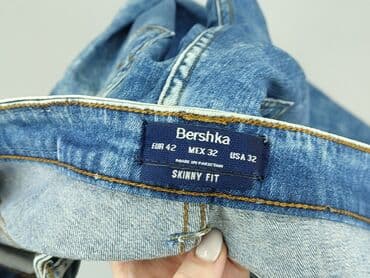 Bershka
EUR 42 MEX 32 USA 32
MADE IN PAKISTAN
SKINNY FIT